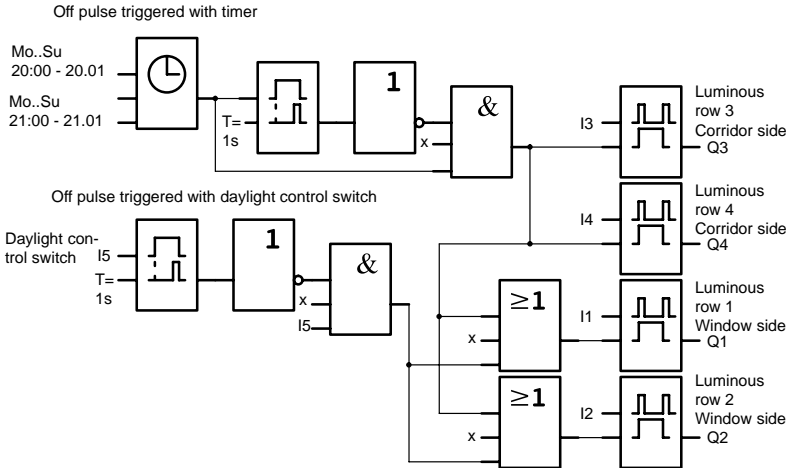 Off pulse triggered with timer
Mo..Su
20:00 - 20.01
Mo..Su
21:00 - 21.01
T=
1s
1
x
&
I3
Luminous
row 3
Corridor side
Q3
Off pulse triggered with daylight control switch
I4
Luminous
row 4
Corridor side
Q4
Daylight con-
trol switch
I5
T=
1s
1
x
I5
&
≥1
x
I1
Luminous
row 1
Window side
Q1
≥1
x
I2
Luminous
row 2
Window side
Q2